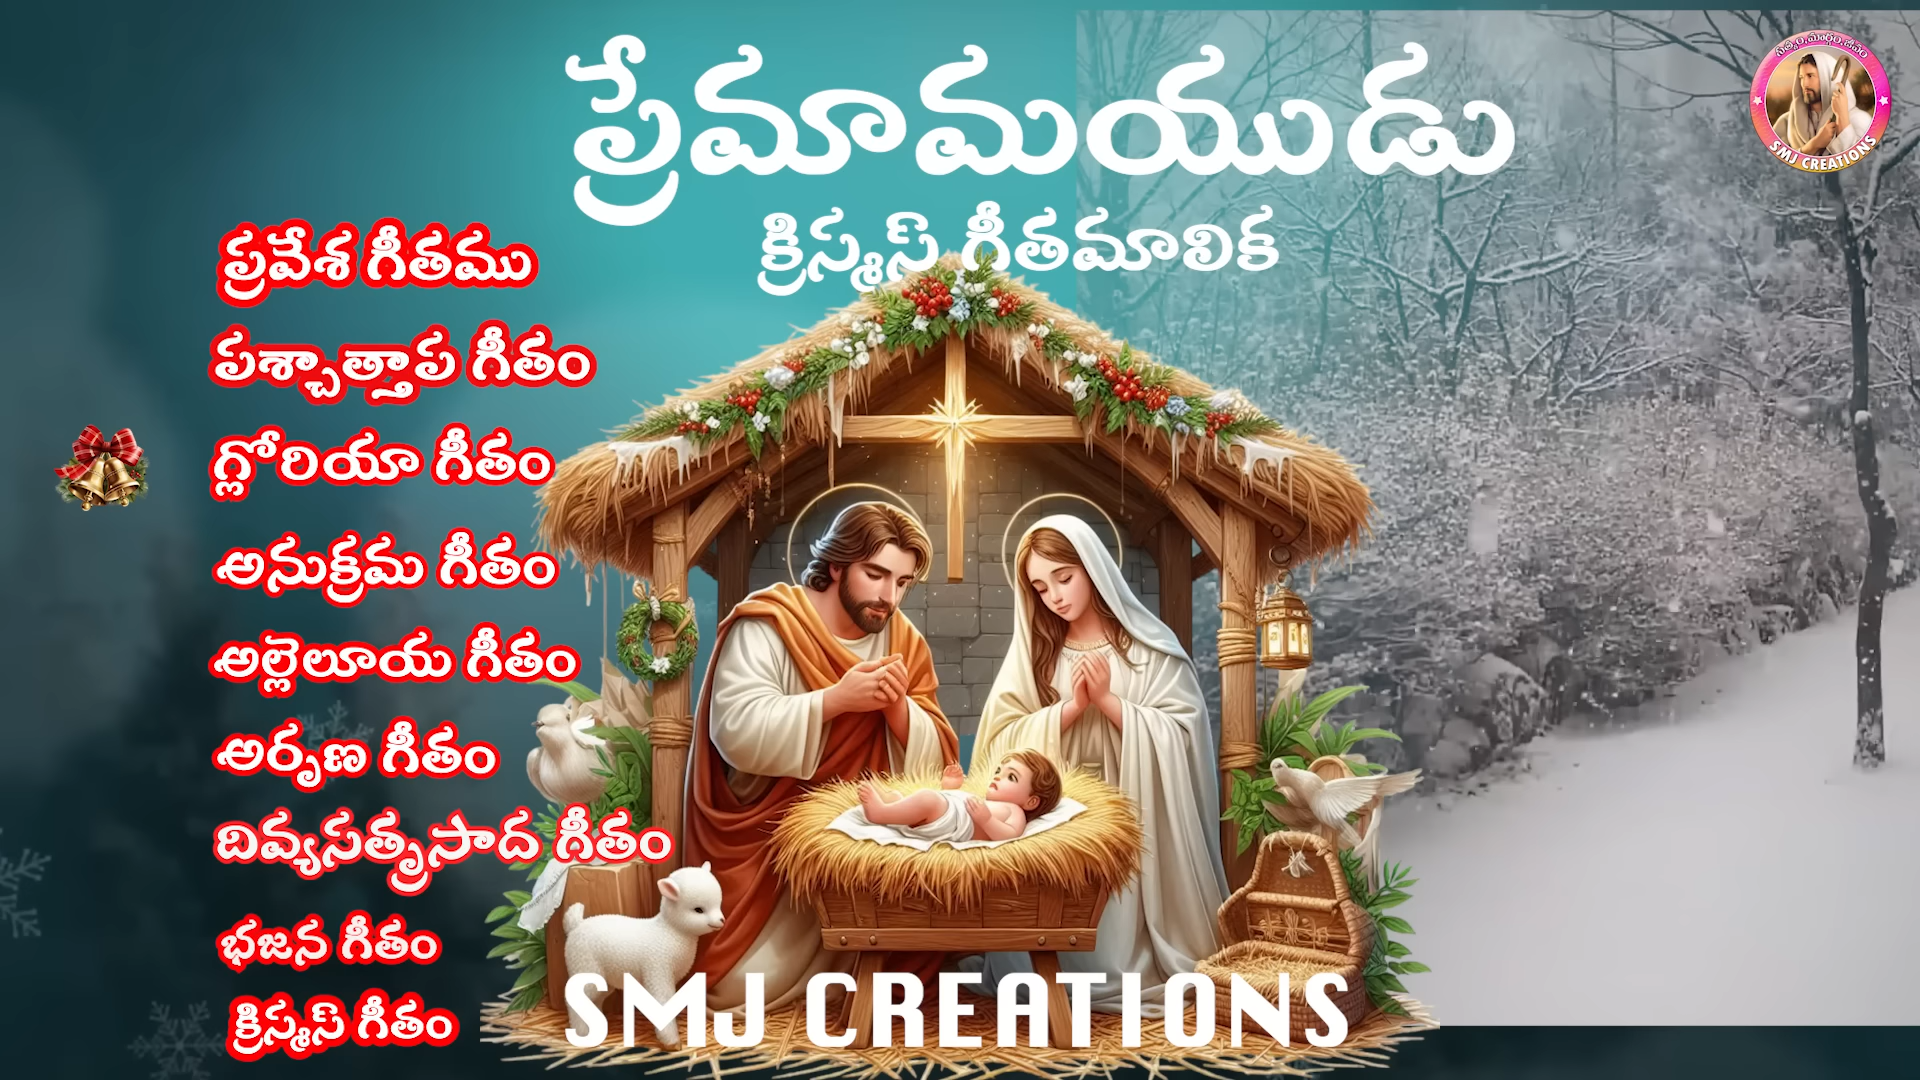 ప్రేమామయుడు
క్రిస్మస్ గీతమాలిక
సత్యం,మార్గం,జీవం
SMJ CREATIONS
ప్రవేశ గీతము
పశ్చాత్తాప గీతం
గ్లోరియా గీతం
అనుక్రమ గీతం
అల్లెలూయ గీతం
అర్పణ గీతం
దివ్యసత్ప్రసాద గీతం
భజన గీతం
క్రిస్మస్ గీతం
SMJ CREATIONS